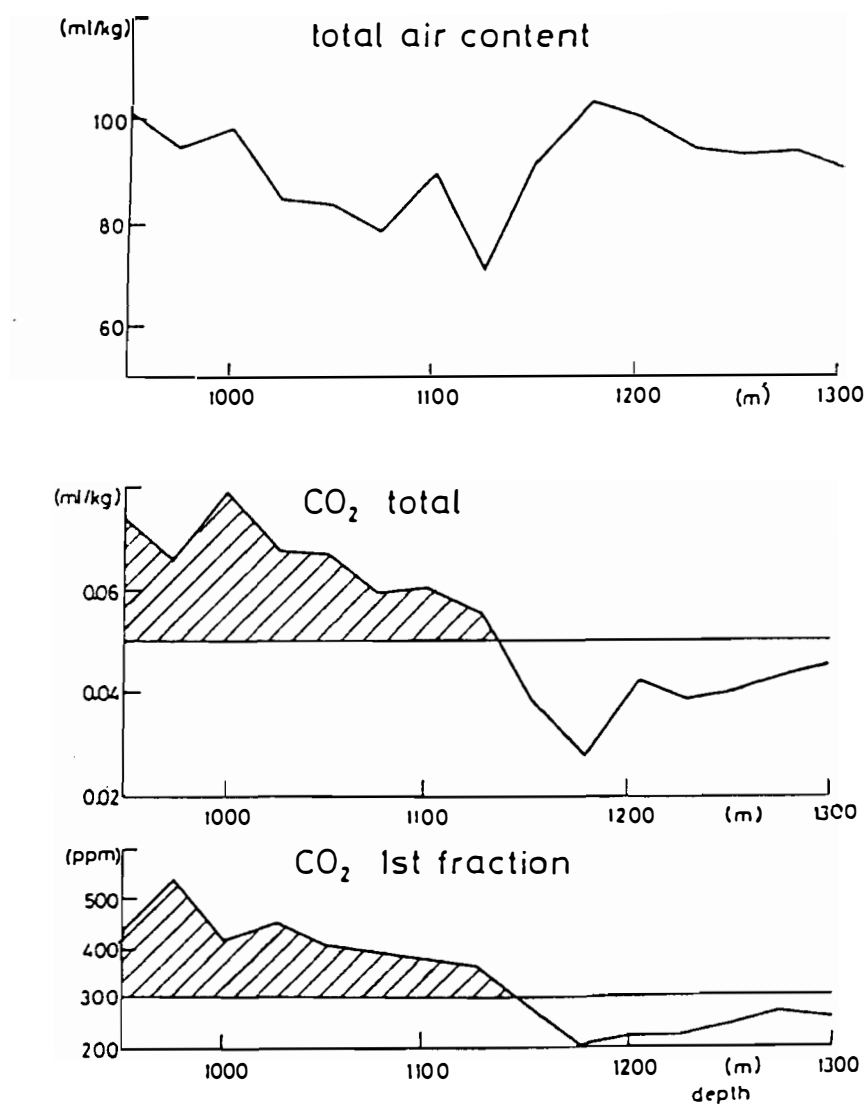 (ml/kg)
total air content
100
80
60
1000 1100 1200 (m) 1300
(ml/kg)
CO₂ total
0.06
0.04
0.02
1000 1100 1200 (m) 1300
(ppm)
CO₂ 1st fraction
500
400
300
200
1000 1100 1200 (m) 1300
depth